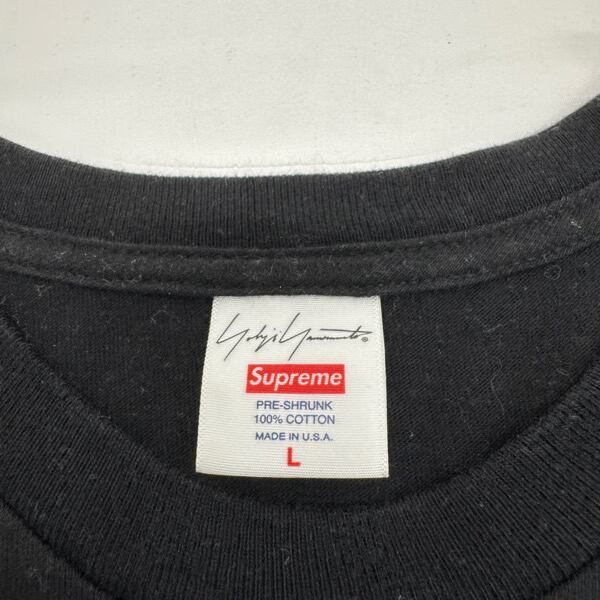 Yohji Yamamoto®
Supreme
PRE-SHRUNK
100% COTTON
MADE IN U.S.A.
L